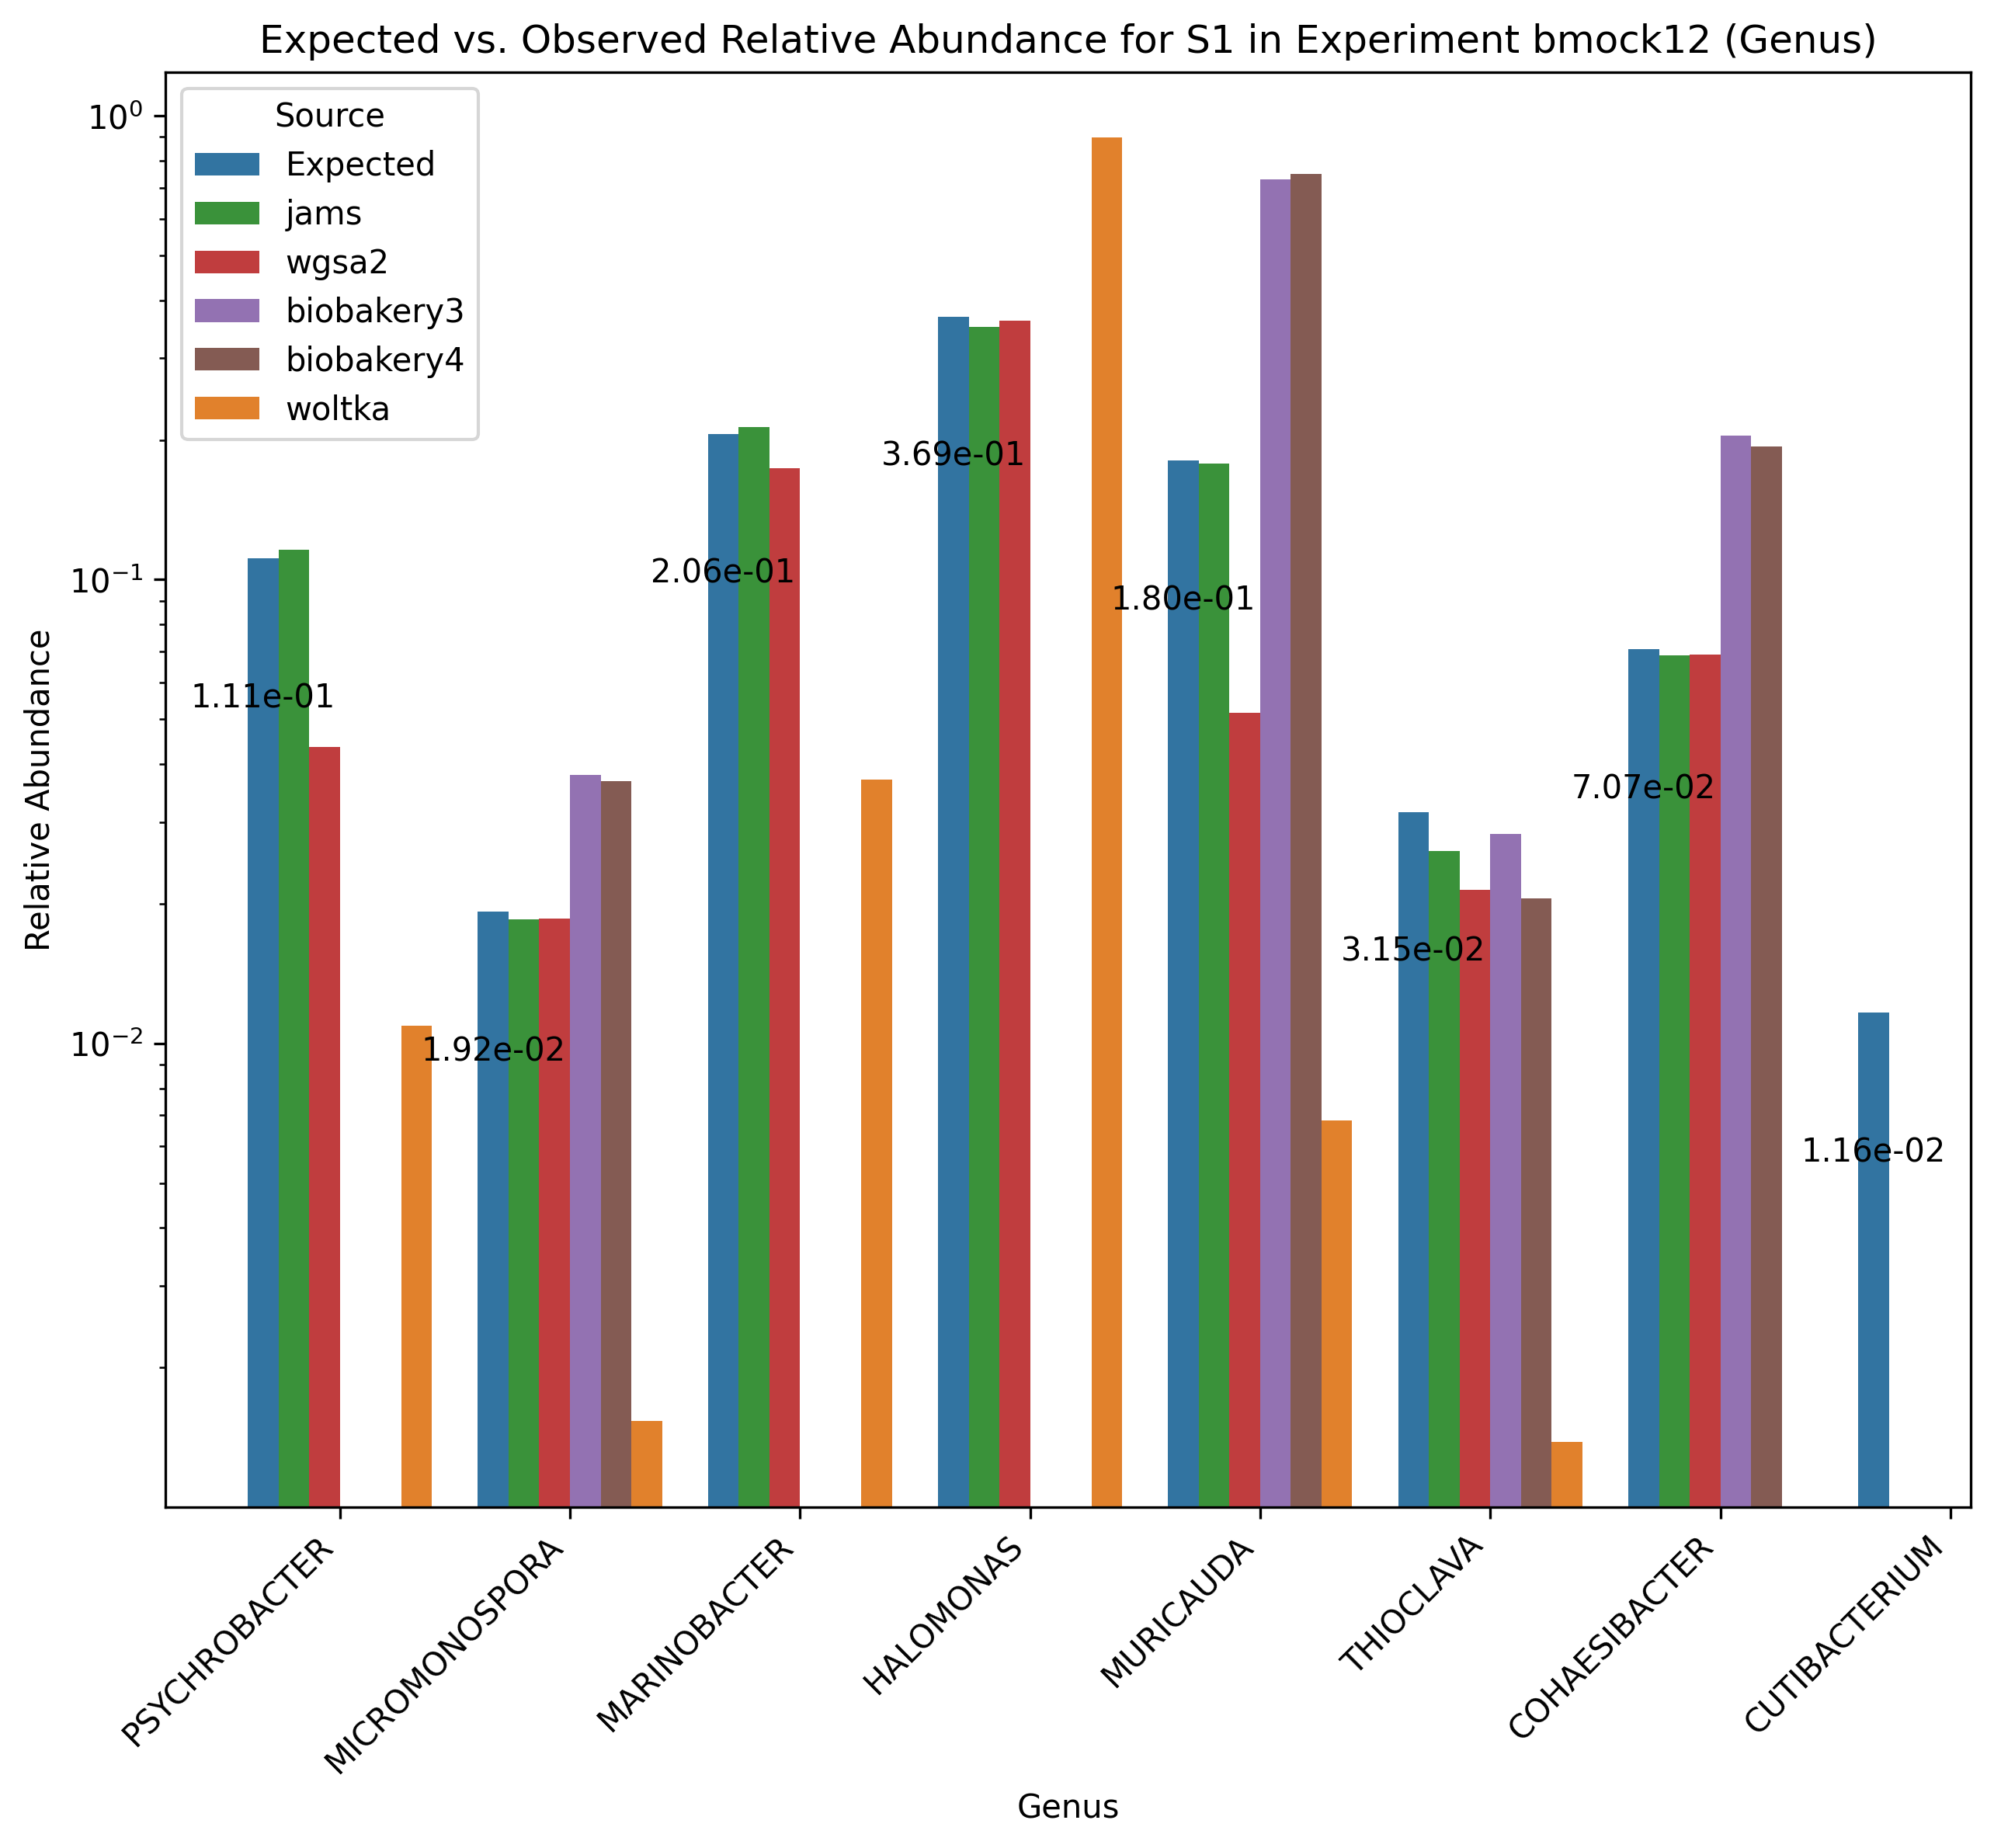 Expected vs. Observed Relative Abundance for S1 in Experiment bmock12 (Genus)
Source
Expected
jams
wgsa2
biobakery3
biobakery4
woltka
Relative Abundance
10⁰
10⁻¹
10⁻²
1.11e-01
1.92e-02
2.06e-01
3.69e-01
1.80e-01
3.15e-02
7.07e-02
1.16e-02
PSYCHROBACTER
MICROMONOSPORA
MARINOBACTER
HALOMONAS
MURICAUDA
THIOCLAVA
COHAESIBACTER
CUTIBACTERIUM
Genus